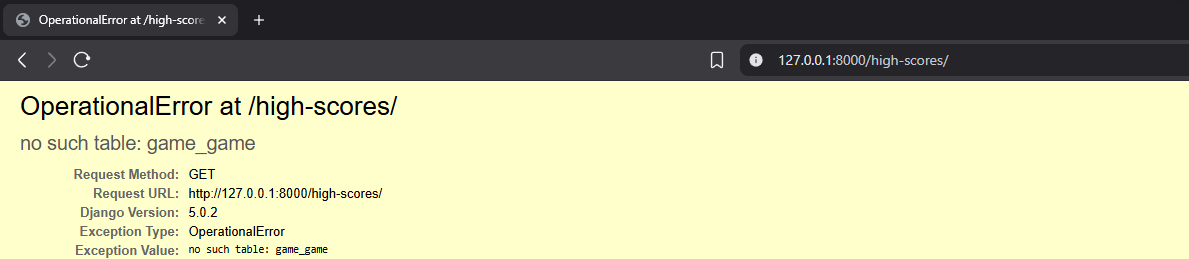 OperationalError at /high-score
127.0.0.1:8000/high-scores/
OperationalError at /high-scores/
no such table: game_game
Request Method: GET
Request URL: http://127.0.0.1:8000/high-scores/
Django Version: 5.0.2
Exception Type: OperationalError
Exception Value: no such table: game_game